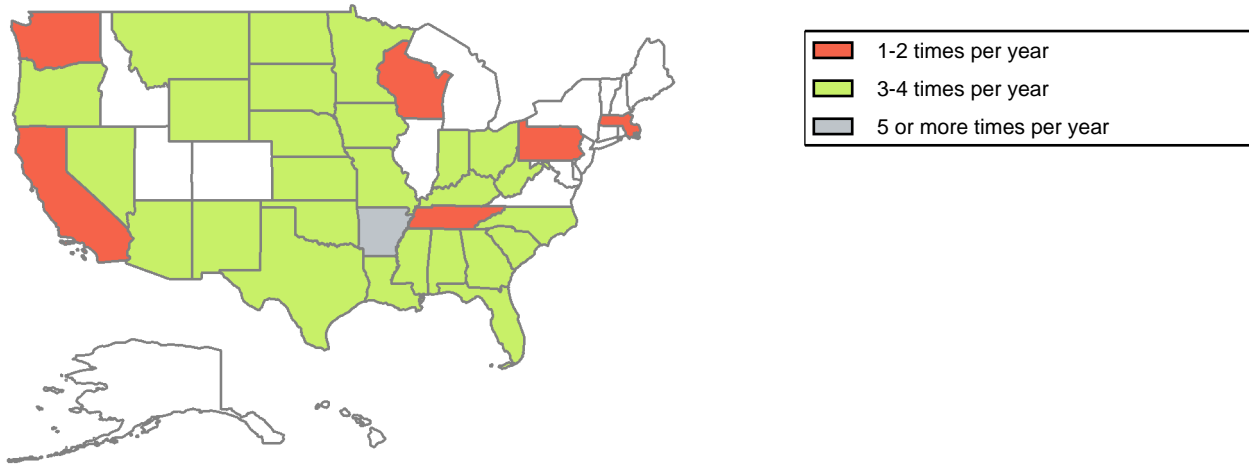 1-2 times per year
3-4 times per year
5 or more times per year